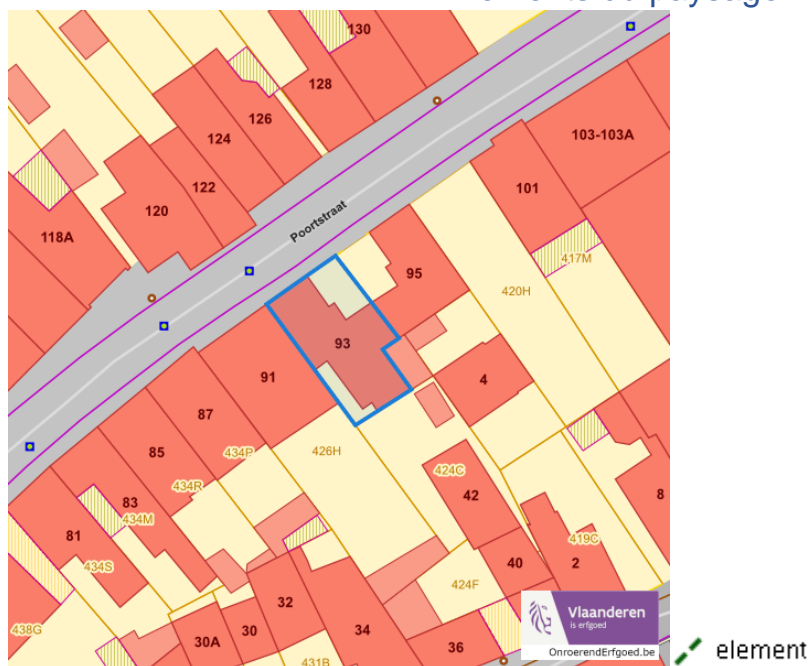 130
128
126
124
122
120
118A
103-103A
101
417M
Poortstraat
95
420H
93
4
91
87
434P
426H
85
434R
424C
42
83
434M
8
81
434S
40
419C
2
424F
32
30
30A
34
36
438G
431B
Vlaanderen
is erfgoed
OnroerendErfgoed.be
element